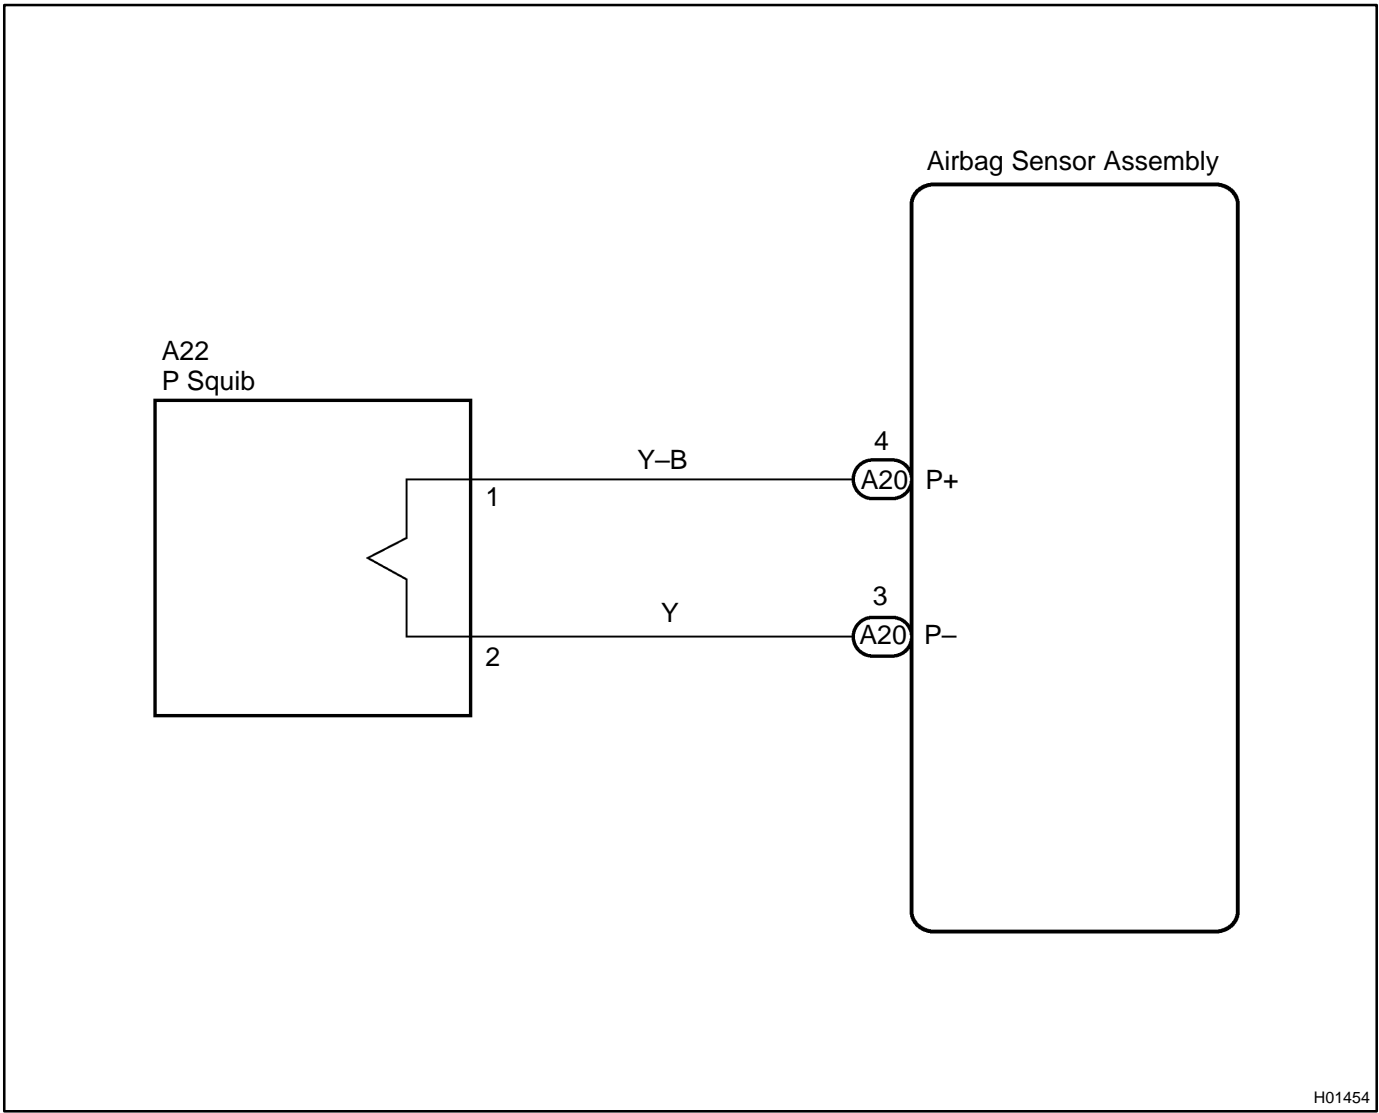 Airbag Sensor Assembly
A22
P Squib
4
Y–B
A20 P+
1
3
Y
A20 P–
2
H01454